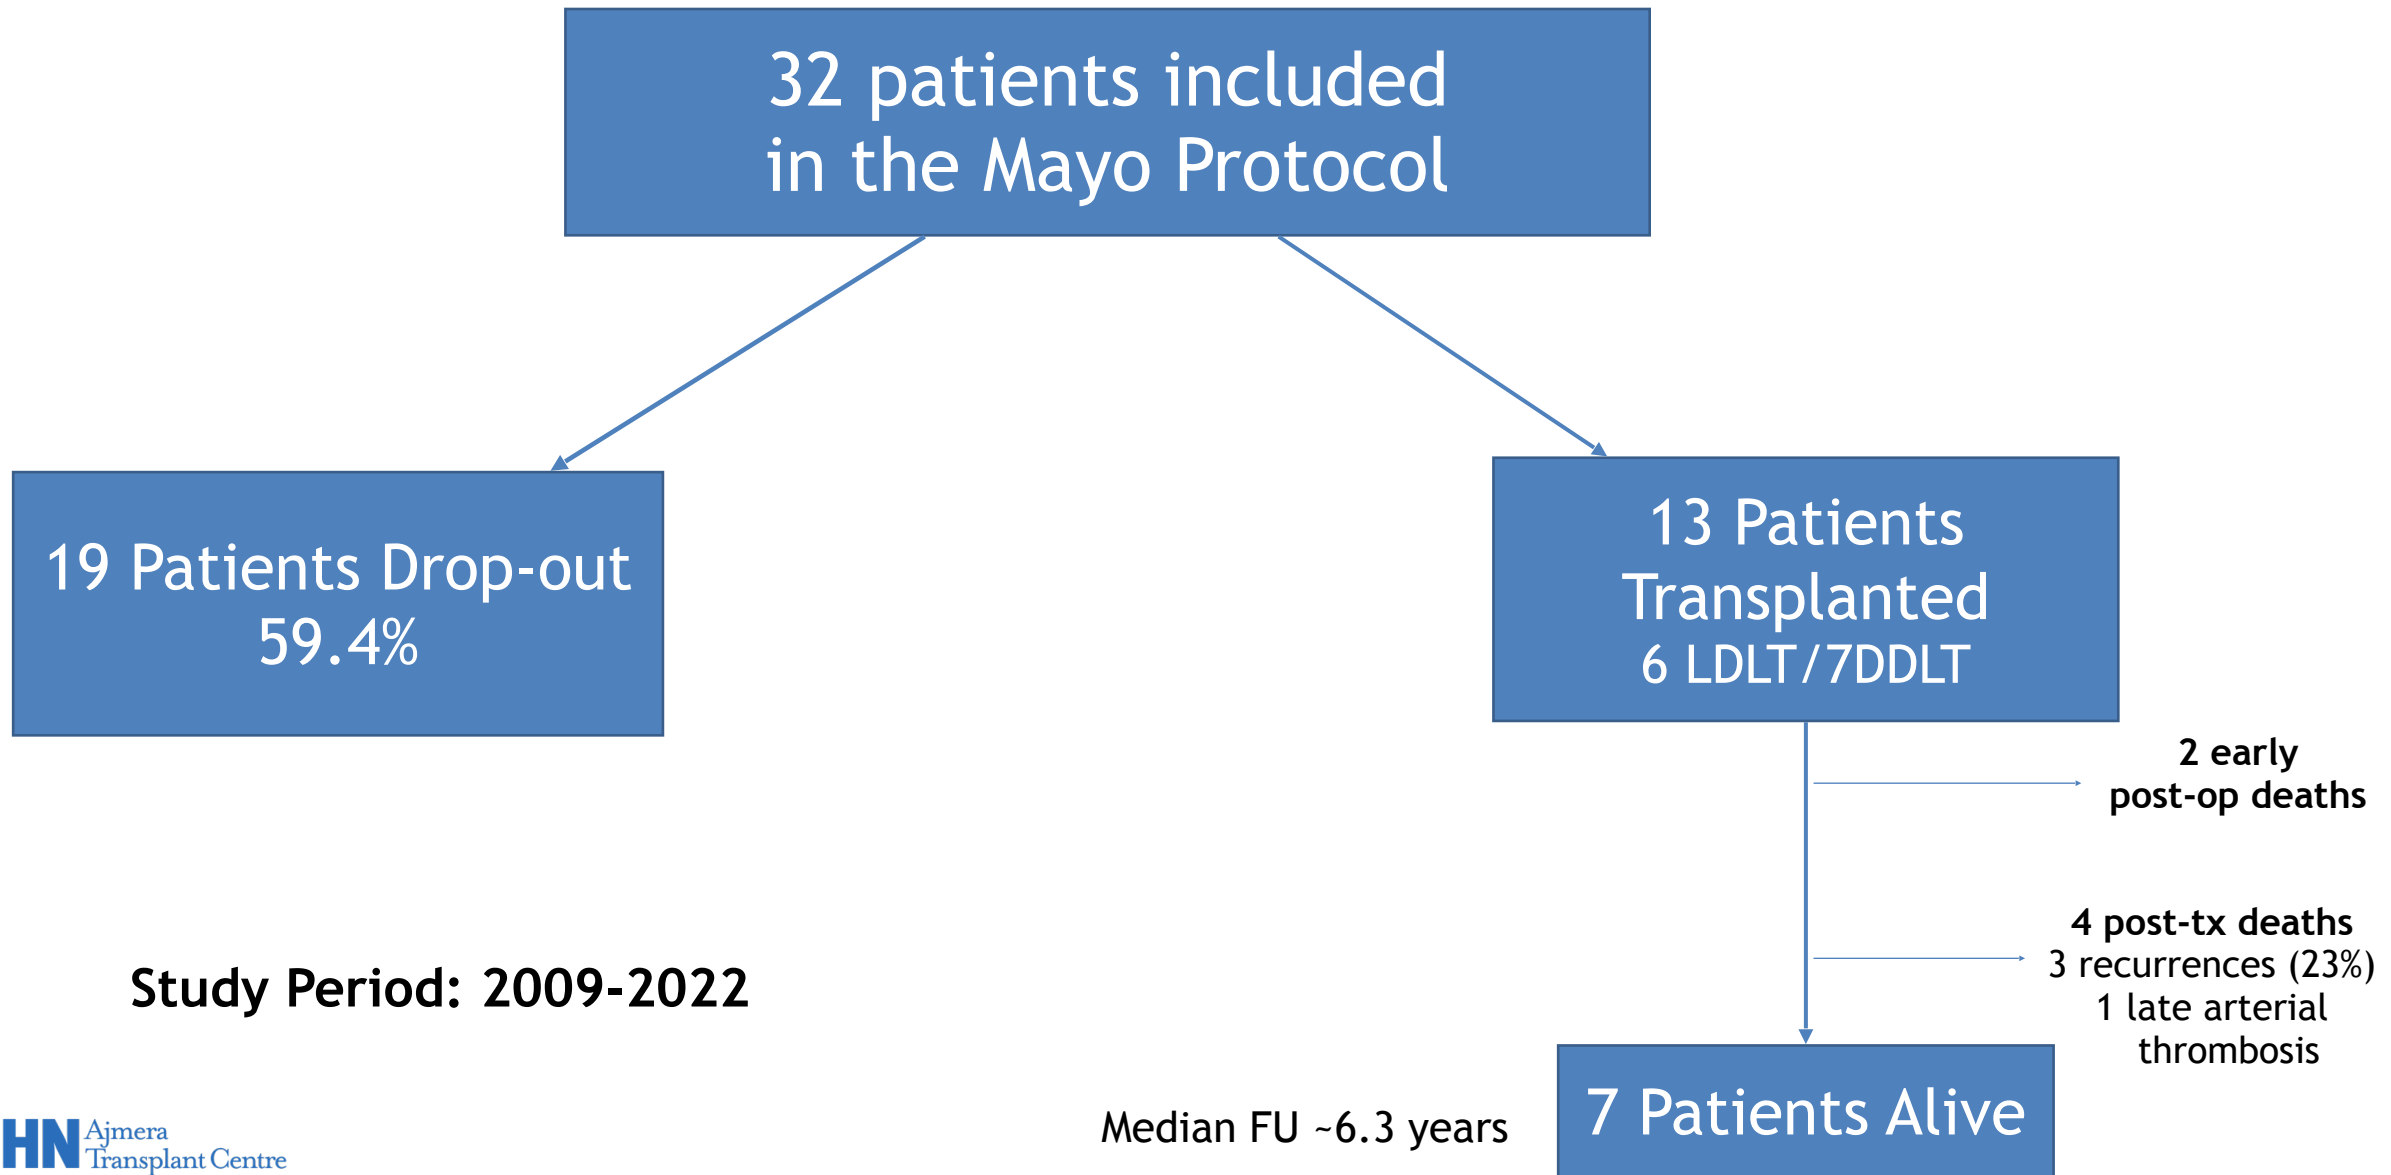 32 patients included
in the Mayo Protocol
19 Patients Drop-out
59.4%
13 Patients
Transplanted
6 LDLT/7DDLT
2 early
post-op deaths
4 post-tx deaths
3 recurrences (23%)
1 late arterial
thrombosis
Study Period: 2009-2022
Median FU ~6.3 years
7 Patients Alive
HN Ajmera
Transplant Centre